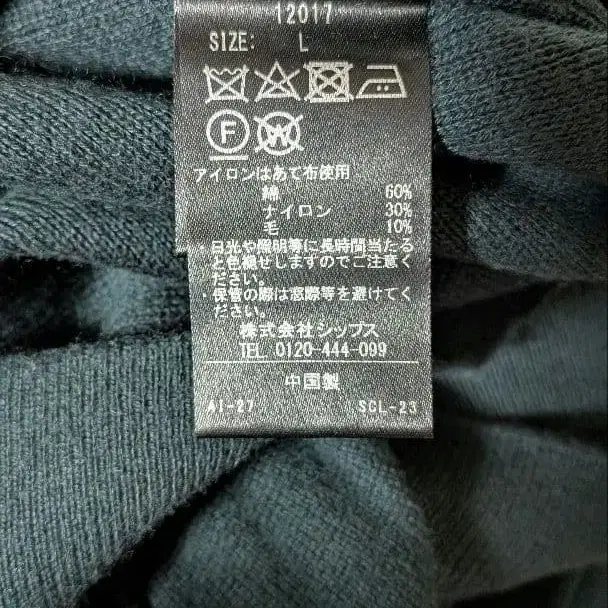 12017
SIZE: L
F W
アイロンはあて布使用
綿 60%
ナイロン 30%
毛 10%
・日光や照明等に長時間当たる
と色褪せしますのでご注意く
ださい。
・保管の際は窓際等を避けてく
ださい。
株式会社シップス
TEL 0120-444-099
中国製
AI-27 SCL-23